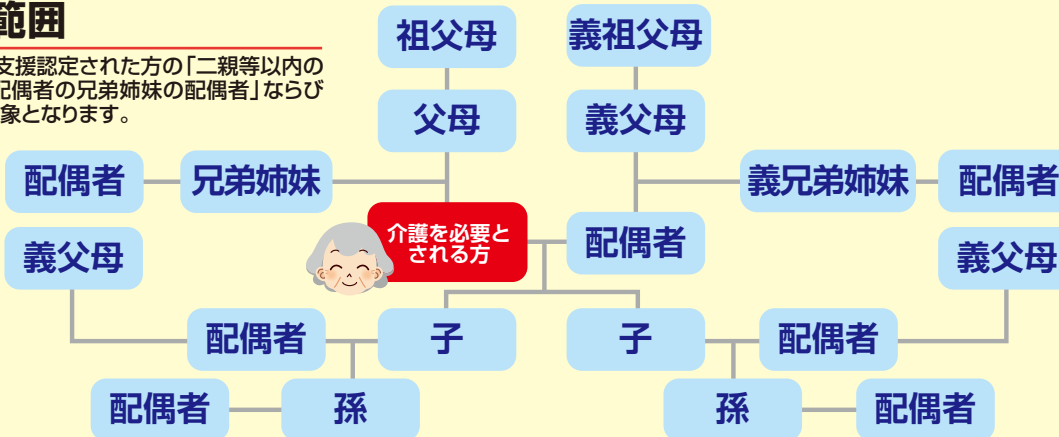 範囲
支援認定された方の「二親等以内の
配偶者の兄弟姉妹の配偶者」ならび
象となります。
祖父母
義祖父母
父母
義父母
配偶者
兄弟姉妹
義兄弟姉妹
配偶者
介護を必要と
される方
配偶者
義父母
義父母
配偶者
子
子
配偶者
配偶者
孫
孫
配偶者